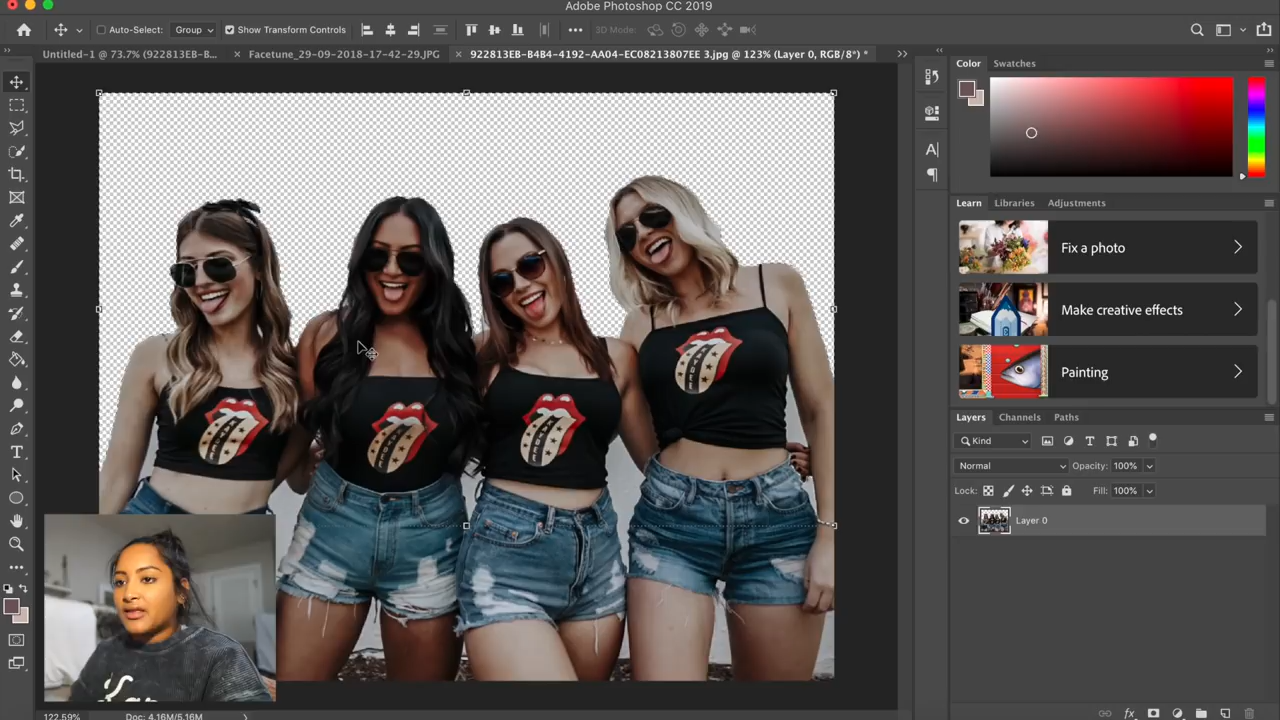 Adobe Photoshop CC 2019
Auto-Select: Group Show Transform Controls 3D Mode:
Untitled-1 @ 73.7% (922813EB-B... Facetune_29-09-2018-17-42-29.JPG 922813EB-B4B4-4192-AA04-EC08213807EE 3.jpg @ 123% (Layer 0, RGB/8*) *
Color Swatches
Learn Libraries Adjustments
Fix a photo
Make creative effects
Painting
Layers Channels Paths
Kind
Normal Opacity: 100%
Lock: Fill: 100%
Layer 0
122.59% Doc: 4.16M/5.16M